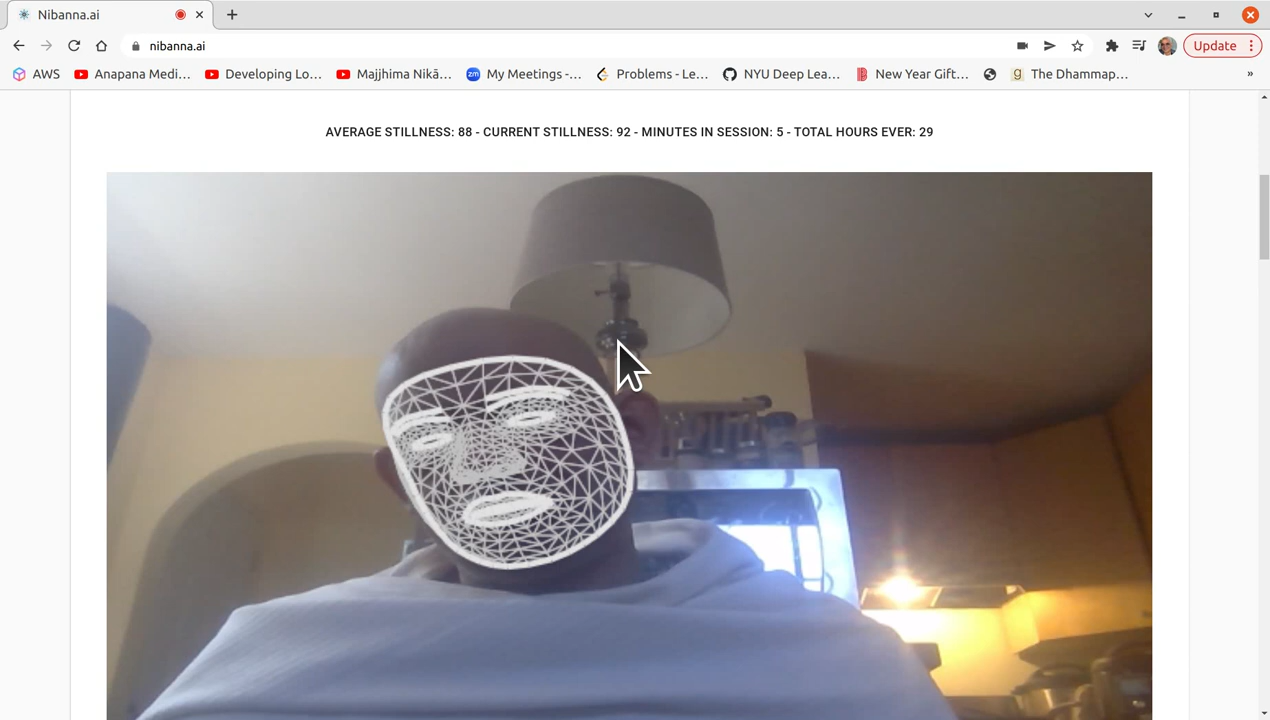 Nibanna.ai
nibanna.ai
Update
AWS
Anapana Medi...
Developing Lo...
Majjhima Nikā...
zm My Meetings -...
Problems - Le...
NYU Deep Lea...
New Year Gift...
g The Dhammap...
»
AVERAGE STILLNESS: 88 - CURRENT STILLNESS: 92 - MINUTES IN SESSION: 5 - TOTAL HOURS EVER: 29